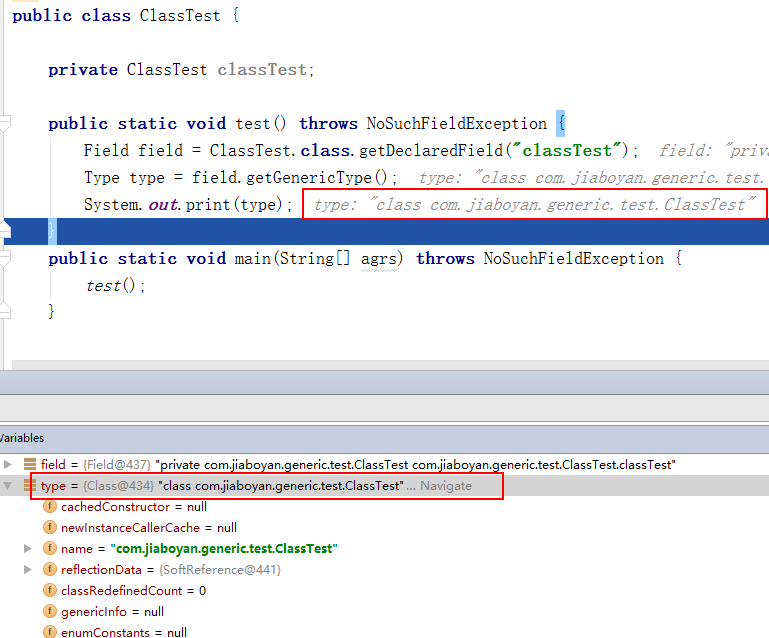 public class ClassTest {
private ClassTest classTest;
public static void test() throws NoSuchFieldException {
Field field = ClassTest.class.getDeclaredField("classTest");  field: "priva
Type type = field.getGenericType();  type: "class com.jiaboyan.generic.test.
System.out.print(type);  type: "class com.jiaboyan.generic.test.ClassTest"
}
public static void main(String[] agrs) throws NoSuchFieldException {
test();
}
Variables
field = {Field@437} "private com.jiaboyan.generic.test.ClassTest com.jiaboyan.generic.test.ClassTest.classTest"
type = {Class@434} "class com.jiaboyan.generic.test.ClassTest" ... Navigate
f cachedConstructor = null
f newInstanceCallerCache = null
f name = "com.jiaboyan.generic.test.ClassTest"
f reflectionData = {SoftReference@441}
f classRedefinedCount = 0
f genericInfo = null
f enumConstants = null